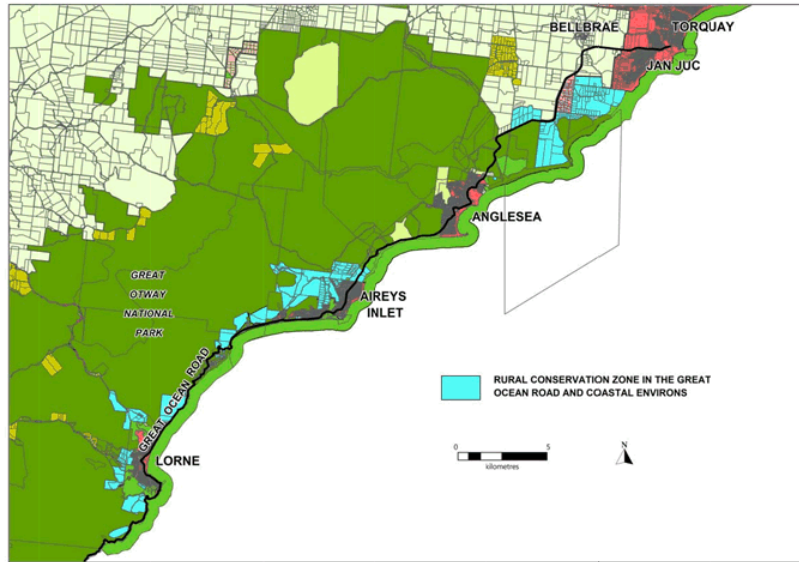 BELLBRAE
TORQUAY
JAN JUC
ANGLESEA
GREAT
OTWAY
NATIONAL
PARK
AIREYS
INLET
GREAT OCEAN ROAD
LORNE
RURAL CONSERVATION ZONE IN THE GREAT
OCEAN ROAD AND COASTAL ENVIRONS
0 5
kilometres
N